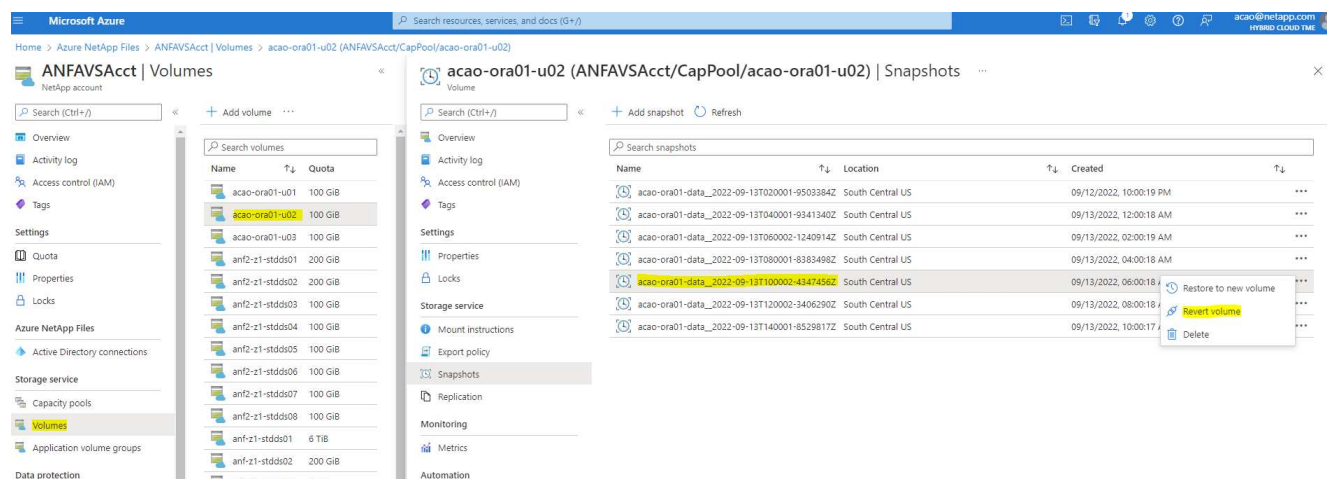 Microsoft Azure
Search resources, services, and docs (G+/)
acao@netapp.com
HYBRID CLOUD TME
Home > Azure NetApp Files > ANFAVSAcct | Volumes > acao-ora01-u02 (ANFAVSAcct/CapPool/acao-ora01-u02)
ANFAVSAcct | Volumes
NetApp account
Search (Ctrl+/)
Overview
Activity log
Access control (IAM)
Tags
Settings
Quota
Properties
Locks
Azure NetApp Files
Active Directory connections
Storage service
Capacity pools
Volumes
Application volume groups
Data protection
+ Add volume ...
Search volumes
Name Quota
acao-ora01-u01 100 GiB
acao-ora01-u02 100 GiB
acao-ora01-u03 100 GiB
anf2-z1-stdds01 200 GiB
anf2-z1-stdds02 200 GiB
anf2-z1-stdds03 100 GiB
anf2-z1-stdds04 100 GiB
anf2-z1-stdds05 100 GiB
anf2-z1-stdds06 100 GiB
anf2-z1-stdds07 100 GiB
anf2-z1-stdds08 100 GiB
anf-z1-stdds01 6 TiB
anf-z1-stdds02 200 GiB
acao-ora01-u02 (ANFAVSAcct/CapPool/acao-ora01-u02) | Snapshots ...
Volume
Search (Ctrl+/)
Overview
Activity log
Access control (IAM)
Tags
Settings
Properties
Locks
Storage service
Mount instructions
Export policy
Snapshots
Replication
Monitoring
Metrics
Automation
+ Add snapshot Refresh
Search snapshots
Name Location Created
acao-ora01-data__2022-09-13T020001-9503384Z South Central US 09/12/2022, 10:00:19 PM
acao-ora01-data__2022-09-13T040001-9341340Z South Central US 09/13/2022, 12:00:18 AM
acao-ora01-data__2022-09-13T060002-1240914Z South Central US 09/13/2022, 02:00:19 AM
acao-ora01-data__2022-09-13T080001-8383498Z South Central US 09/13/2022, 04:00:18 AM
acao-ora01-data__2022-09-13T100002-4347456Z South Central US 09/13/2022, 06:00:18
acao-ora01-data__2022-09-13T120002-3406290Z South Central US 09/13/2022, 08:00:18
acao-ora01-data__2022-09-13T140001-8529817Z South Central US 09/13/2022, 10:00:17
Restore to new volume
Revert volume
Delete